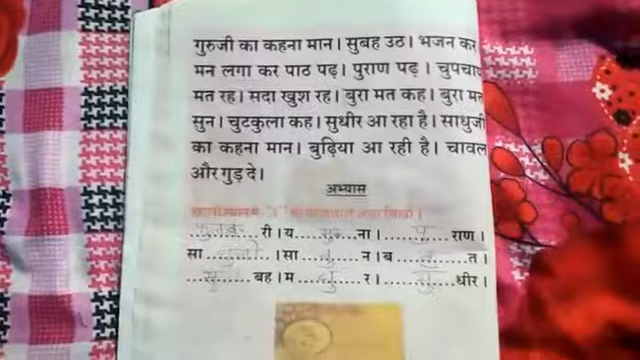 गुरुजी का कहना मान। सुबह उठ। भजन कर
मन लगा कर पाठ पढ़। पुराण पढ़ । चुपचाप
मत रह। सदा खुश रह। बुरा मत कह। बुरा मत
सुन। चुटकुला कह। सुधीर आ रहा है। साधुजी
का कहना मान। बुढ़िया आ रही है। चावल
और गुड़ दे।
अभ्यास
............री। य............ना। ......पु......राण।
सा............। सा......बु......न। ब......हु......त।
......सु......बह। म......धु......र। ......सु......धीर।